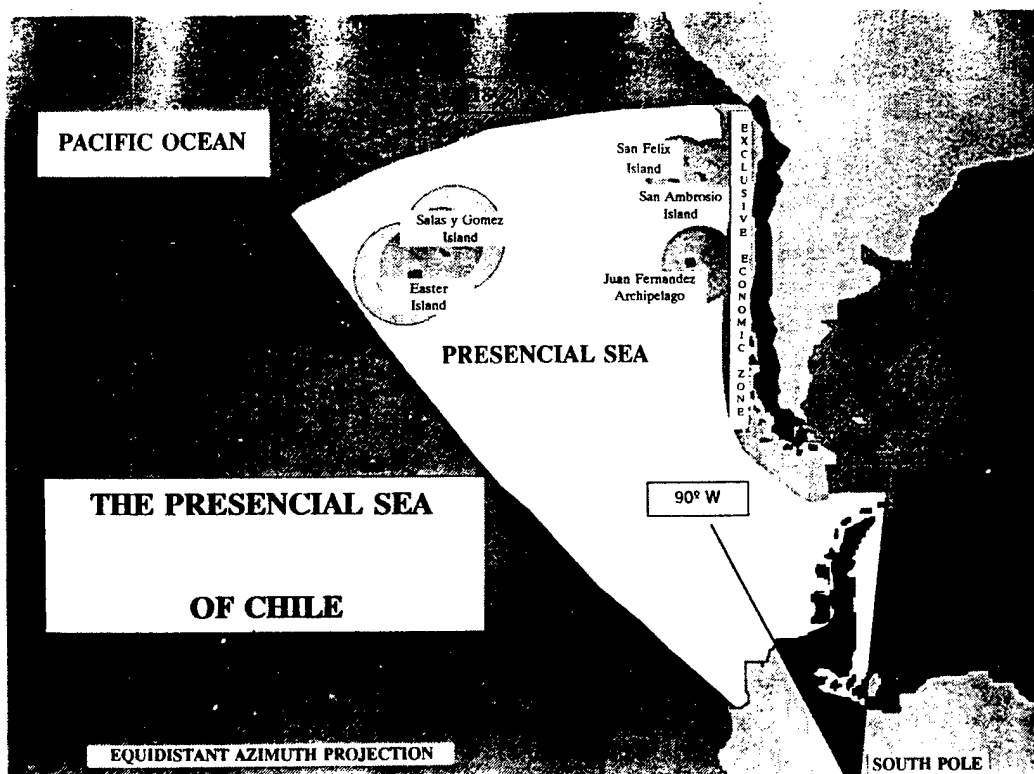 PACIFIC OCEAN
San Felix
Island
San Ambrosio
Island
Salas y Gomez
Island
Easter
Island
Juan Fernandez
Archipelago
EXCLUSIVE ECONOMIC ZONE
PRESENCIAL SEA
90º W
THE PRESENCIAL SEA
OF CHILE
EQUIDISTANT AZIMUTH PROJECTION
SOUTH POLE